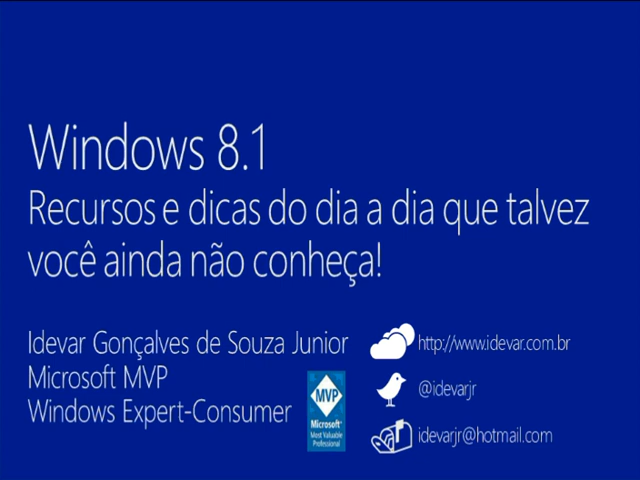 Windows 8.1
Recursos e dicas do dia a dia que talvez
você ainda não conheça!
Idevar Gonçalves de Souza Junior
Microsoft MVP
Windows Expert-Consumer
MVP
Microsoft®
Most Valuable
Professional
http://www.idevar.com.br
@idevarjr
idevarjr@hotmail.com